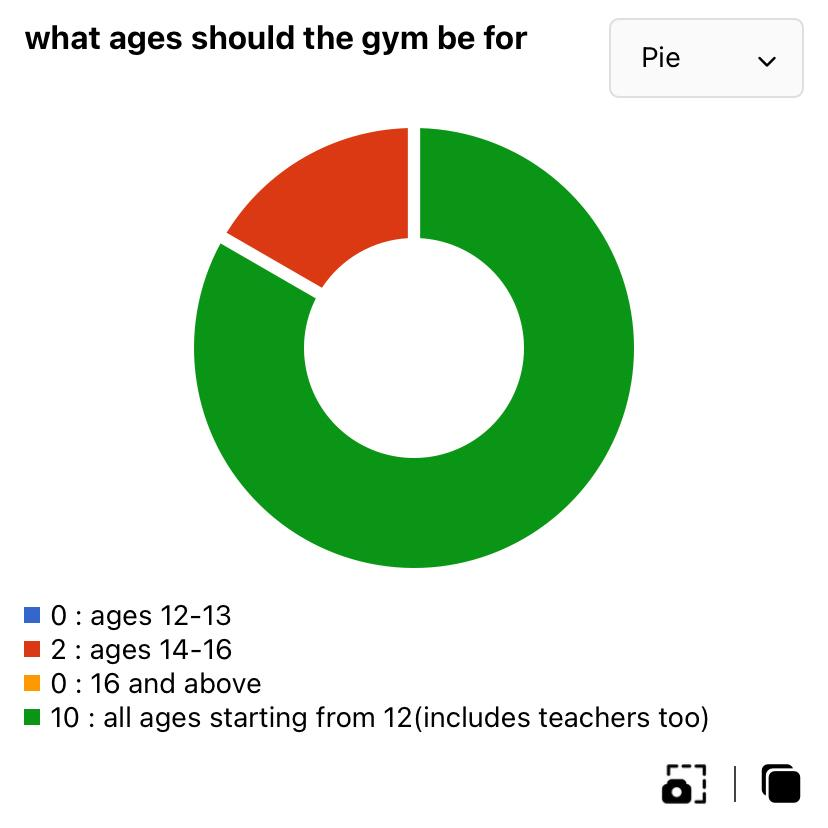 what ages should the gym be for
Pie
0 : ages 12-13
2 : ages 14-16
0 : 16 and above
10 : all ages starting from 12(includes teachers too)